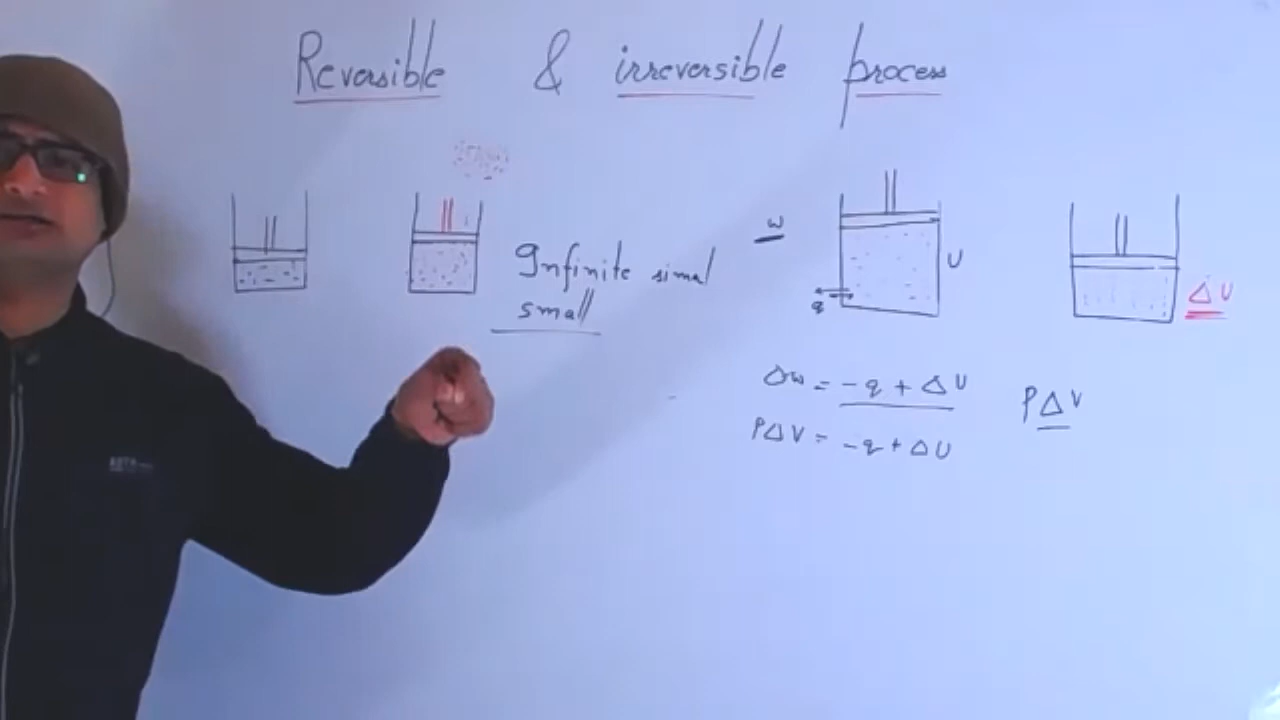 Reversible & irreversible process
Infinite simal
small
w
U
q
ΔU
Δw = -q + ΔU
PΔV = -q + ΔU
PΔV